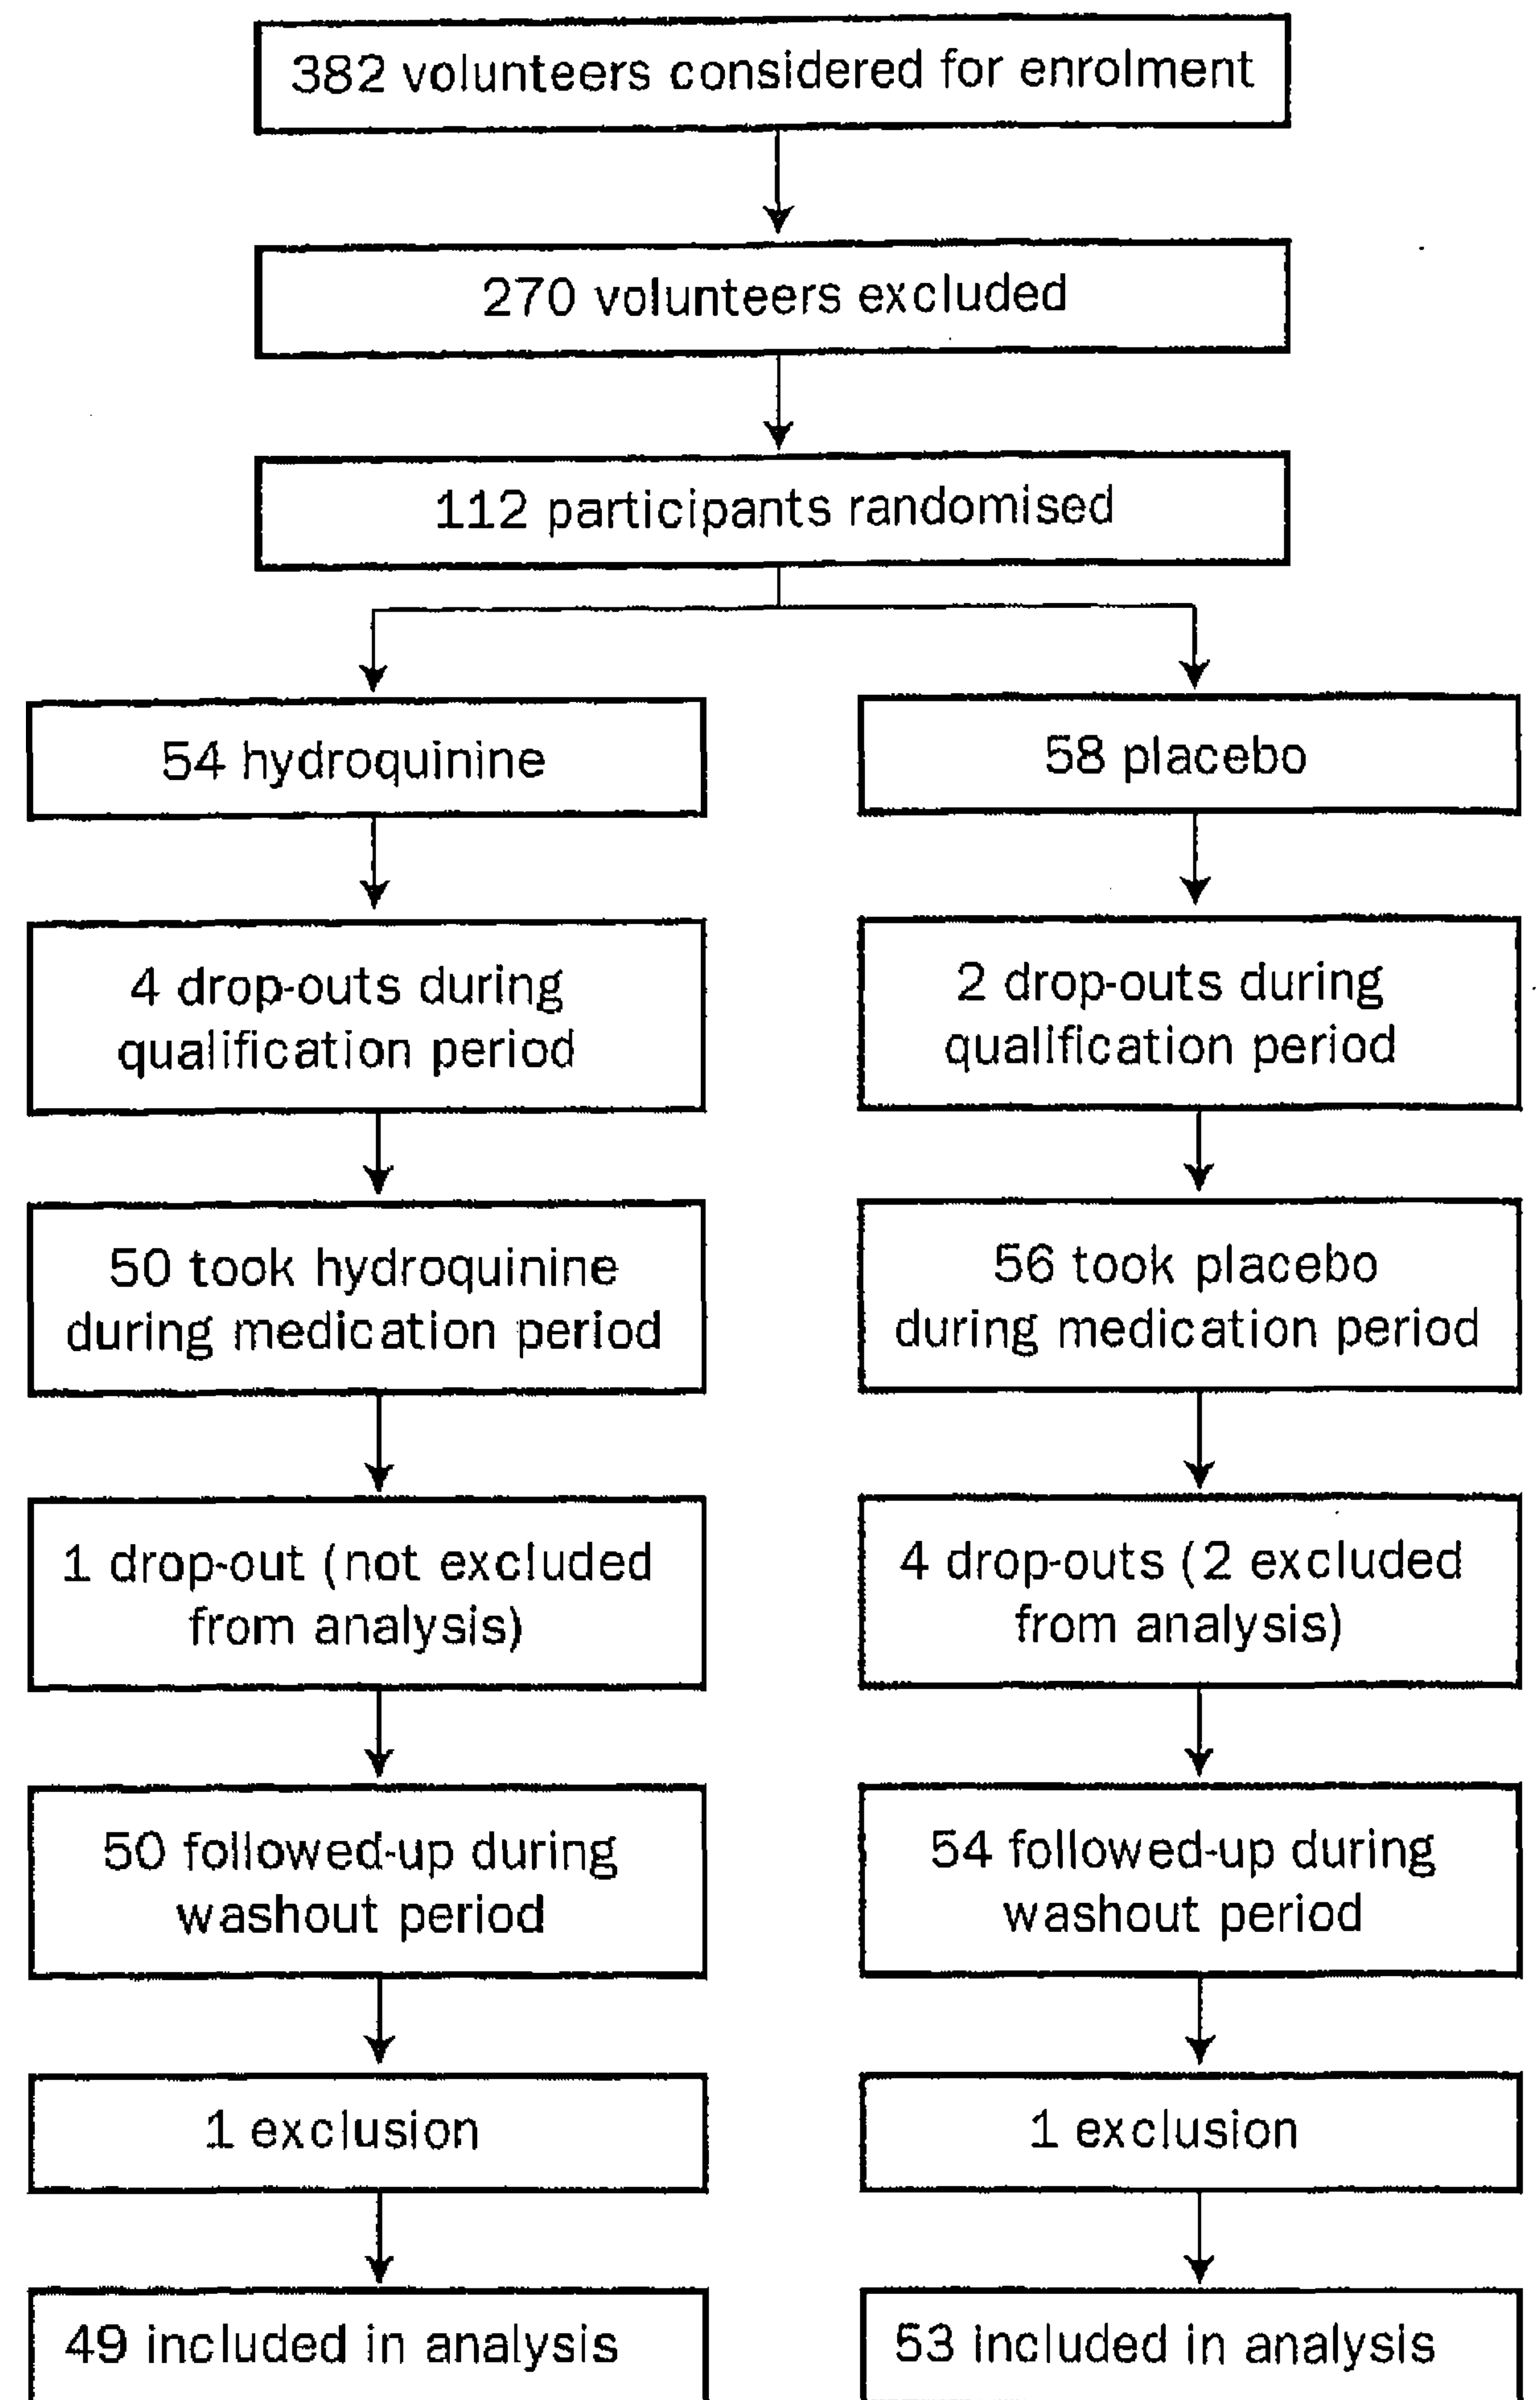 382 volunteers considered for enrolment
270 volunteers excluded
112 participants randomised
54 hydroquinine
58 placebo
4 drop-outs during
qualification period
2 drop-outs during
qualification period
50 took hydroquinine
during medication period
56 took placebo
during medication period
1 drop-out (not excluded
from analysis)
4 drop-outs (2 excluded
from analysis)
50 followed-up during
washout period
54 followed-up during
washout period
1 exclusion
1 exclusion
49 included in analysis
53 included in analysis